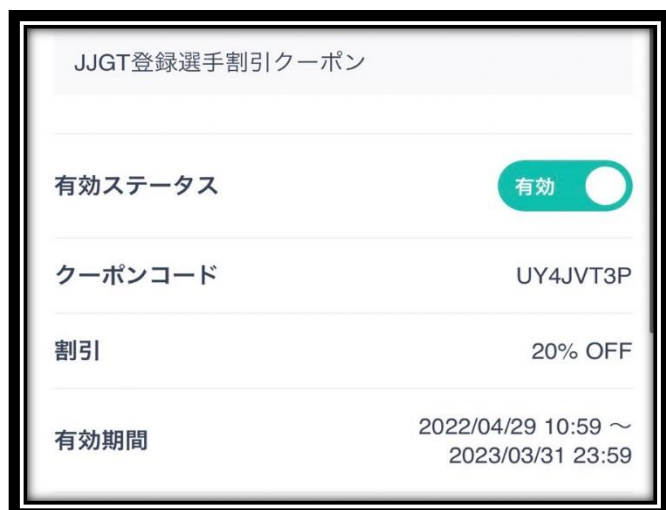 JJGT登録選手割引クーポン
有効ステータス 有効
クーポンコード UY4JVT3P
割引 20% OFF
有効期間 2022/04/29 10:59 ～
2023/03/31 23:59